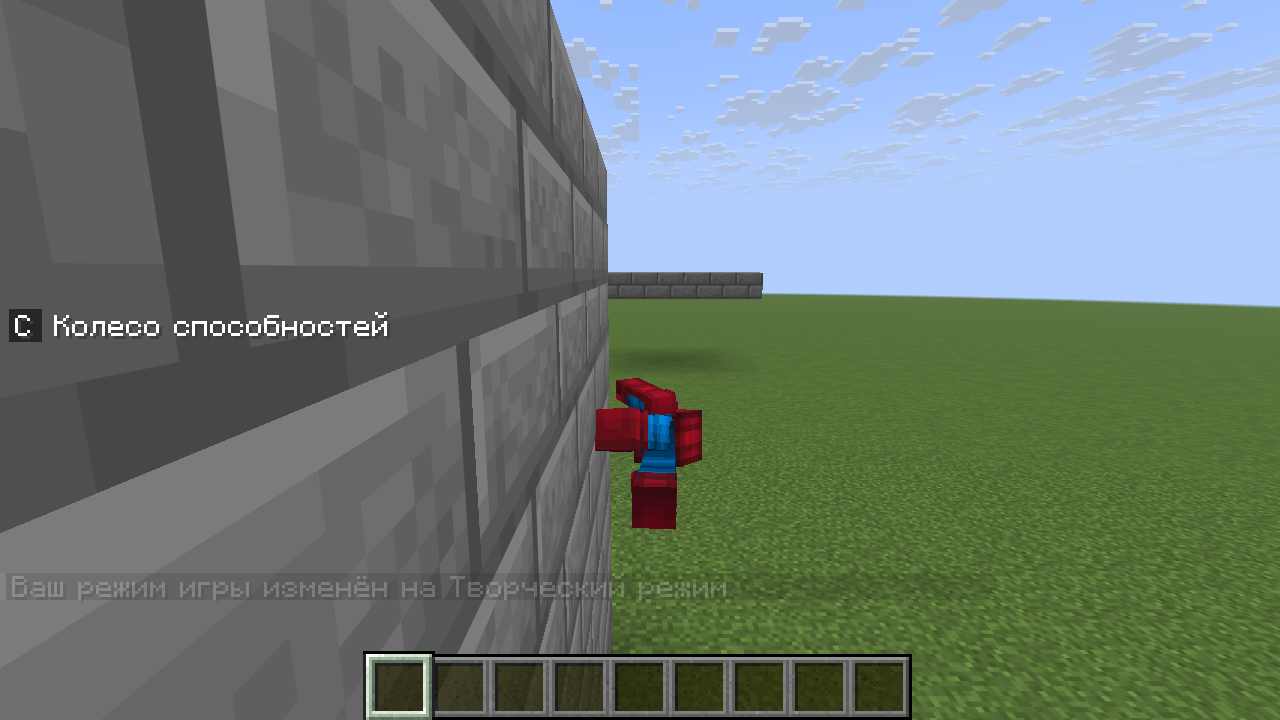 C Колесо способностей
Ваш режим игры изменён на Творческий режим